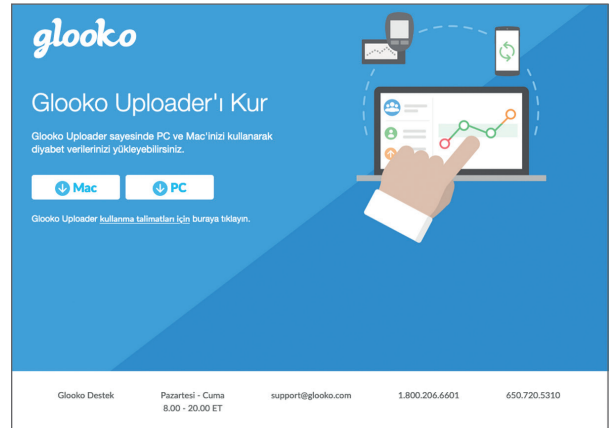 glooko
Glooko Uploader'ı Kur
Glooko Uploader sayesinde PC ve Mac'inizi kullanarak
diyabet verilerinizi yükleyebilirsiniz.
Mac PC
Glooko Uploader kullanma talimatları için buraya tıklayın.
Glooko Destek Pazartesi - Cuma support@glooko.com 1.800.206.6601 650.720.5310
8.00 - 20.00 ET